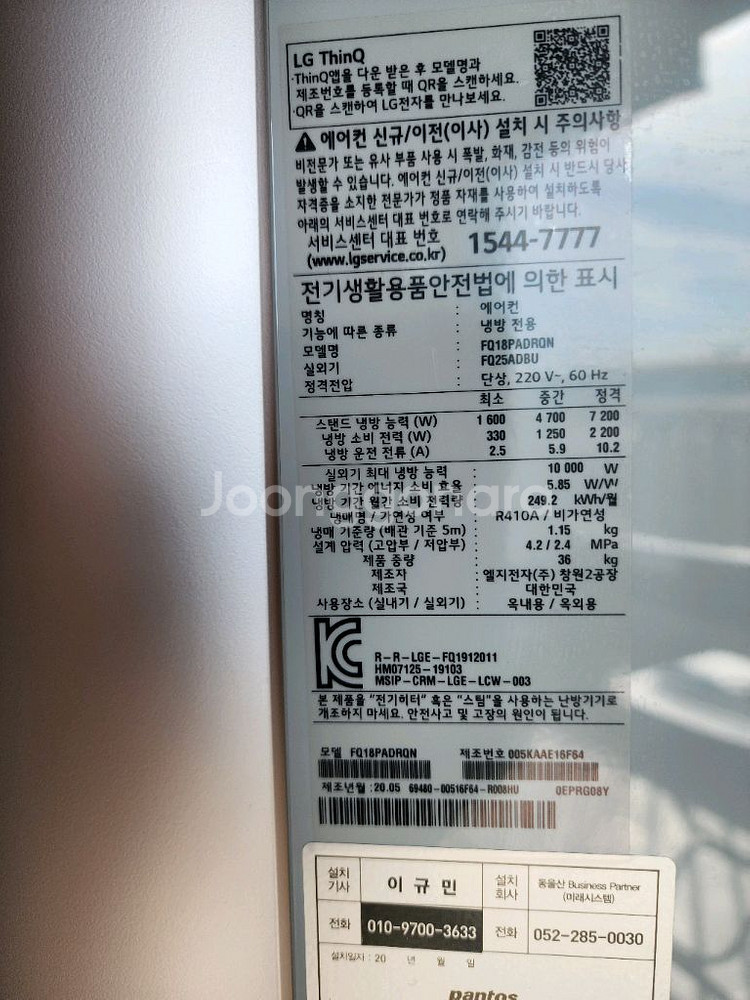 LG ThinQ
·ThinQ앱을 다운 받은 후 모델명과
제조번호를 등록할 때 QR을 스캔하세요.
·QR을 스캔하여 LG전자를 만나보세요.
에어컨 신규/이전(이사) 설치 시 주의사항
비전문가 또는 유사 부품 사용 시 폭발, 화재, 감전 등의 위험이
발생할 수 있습니다. 에어컨 신규/이전(이사) 설치 시 반드시 당사
자격증을 소지한 전문가가 정품 자재를 사용하여 설치하도록
아래의 서비스센터 대표 번호로 연락해 주시기 바랍니다.
서비스센터 대표 번호 1544-7777
(www.lgservice.co.kr)
전기생활용품안전법에 의한 표시
명칭 : 에어컨
기능에 따른 종류 : 냉방 전용
모델명 : FQ18PADRQN
실외기 : FQ25ADBU
정격전압 : 단상, 220 V~, 60 Hz
최소 중간 정격
스탠드 냉방 능력 (W) 1 600 4 700 7 200
냉방 소비 전력 (W) 330 1 250 2 200
냉방 운전 전류 (A) 2.5 5.9 10.2
실외기 최대 냉방 능력 : 10 000 W
냉방 기간 에너지 소비 효율 : 5.85 W/W
냉방 기간 월간 소비 전력량 : 249.2 kWh/월
냉매명 / 가연성 여부 : R410A / 비가연성
냉매 기준량 (배관 기준 5m) : 1.15 kg
설계 압력 (고압부 / 저압부) : 4.2 / 2.4 MPa
제품 중량 : 36 kg
제조자 : 엘지전자(주) 창원2공장
제조국 : 대한민국
사용장소 (실내기 / 실외기) : 옥내용 / 옥외용
R-R-LGE-FQ1912011
HM07125-19103
MSIP-CRM-LGE-LCW-003
본 제품을 "전기히터" 혹은 "스팀"을 사용하는 난방기기로
개조하지 마세요. 안전사고 및 고장의 원인이 됩니다.
모델 FQ18PADRQN 제조번호 005KAAE16F64
제조년월 : 20.05 69480-00516F64-R008HU 0EPRG08Y
설치기사 이 규 민 설치회사 동울산 Business Partner
(미래시스템)
전화 010-9700-3633 전화 052-285-0030
설치일자 : 20 년 월 일
pantos